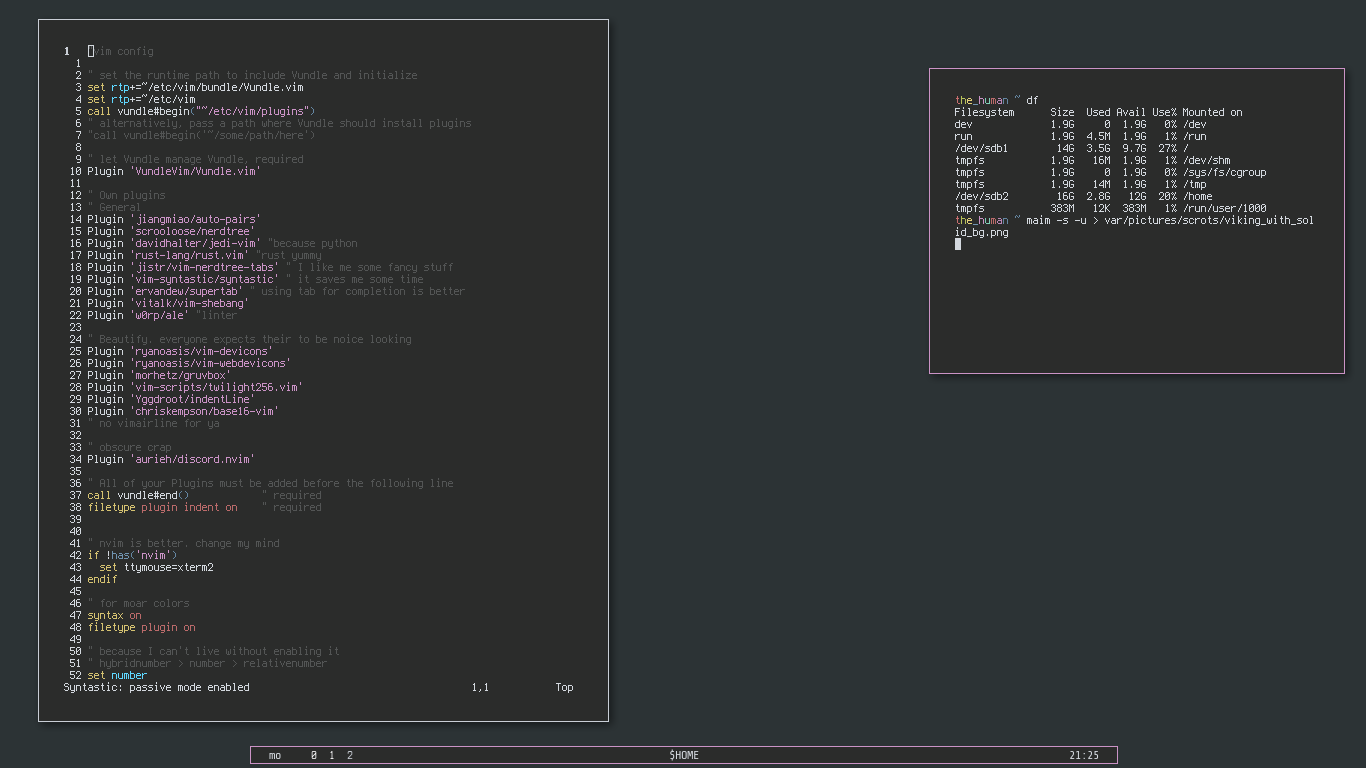 1   "vim config
1
2 " set the runtime path to include Vundle and initialize
3 set rtp+=~/etc/vim/bundle/Vundle.vim
4 set rtp+=~/etc/vim
5 call vundle#begin("~/etc/vim/plugins")
6 " alternatively, pass a path where Vundle should install plugins
7 "call vundle#begin('~/some/path/here')
8
9 " let Vundle manage Vundle, required
10 Plugin 'VundleVim/Vundle.vim'
11
12 " Own plugins
13 " General
14 Plugin 'jiangmiao/auto-pairs'
15 Plugin 'scrooloose/nerdtree'
16 Plugin 'davidhalter/jedi-vim' "because python
17 Plugin 'rust-lang/rust.vim' "rust yummy
18 Plugin 'jistr/vim-nerdtree-tabs' " I like me some fancy stuff
19 Plugin 'vim-syntastic/syntastic' " it saves me some time
20 Plugin 'ervandew/supertab' " using tab for completion is better
21 Plugin 'vitalk/vim-shebang'
22 Plugin 'w0rp/ale' "linter
23
24 " Beautify. everyone expects their to be noice looking
25 Plugin 'ryanoasis/vim-devicons'
26 Plugin 'ryanoasis/vim-webdevicons'
27 Plugin 'morhetz/gruvbox'
28 Plugin 'vim-scripts/twilight256.vim'
29 Plugin 'Yggdroot/indentLine'
30 Plugin 'chriskempson/base16-vim'
31 " no vimairline for ya
32
33 " obscure crap
34 Plugin 'aurieh/discord.nvim'
35
36 " All of your Plugins must be added before the following line
37 call vundle#end()            " required
38 filetype plugin indent on    " required
39
40
41 " nvim is better. change my mind
42 if !has('nvim')
43   set ttymouse=xterm2
44 endif
45
46 " for moar colors
47 syntax on
48 filetype plugin on
49
50 " because I can't live without enabling it
51 " hybridnumber > number > relativenumber
52 set number
Syntastic: passive mode enabled 1,1 Top
the_human ~ df
Filesystem      Size  Used Avail Use% Mounted on
dev             1.9G     0  1.9G   0% /dev
run             1.9G  4.5M  1.9G   1% /run
/dev/sdb1        14G  3.5G  9.7G  27% /
tmpfs           1.9G   16M  1.9G   1% /dev/shm
tmpfs           1.9G     0  1.9G   0% /sys/fs/cgroup
tmpfs           1.9G   14M  1.9G   1% /tmp
/dev/sdb2        16G  2.8G   12G  20% /home
tmpfs           383M   12K  383M   1% /run/user/1000
the_human ~ maim -s -u > var/pictures/scrots/viking_with_sol
id_bg.png
mo 0 1 2 $HOME 21:25